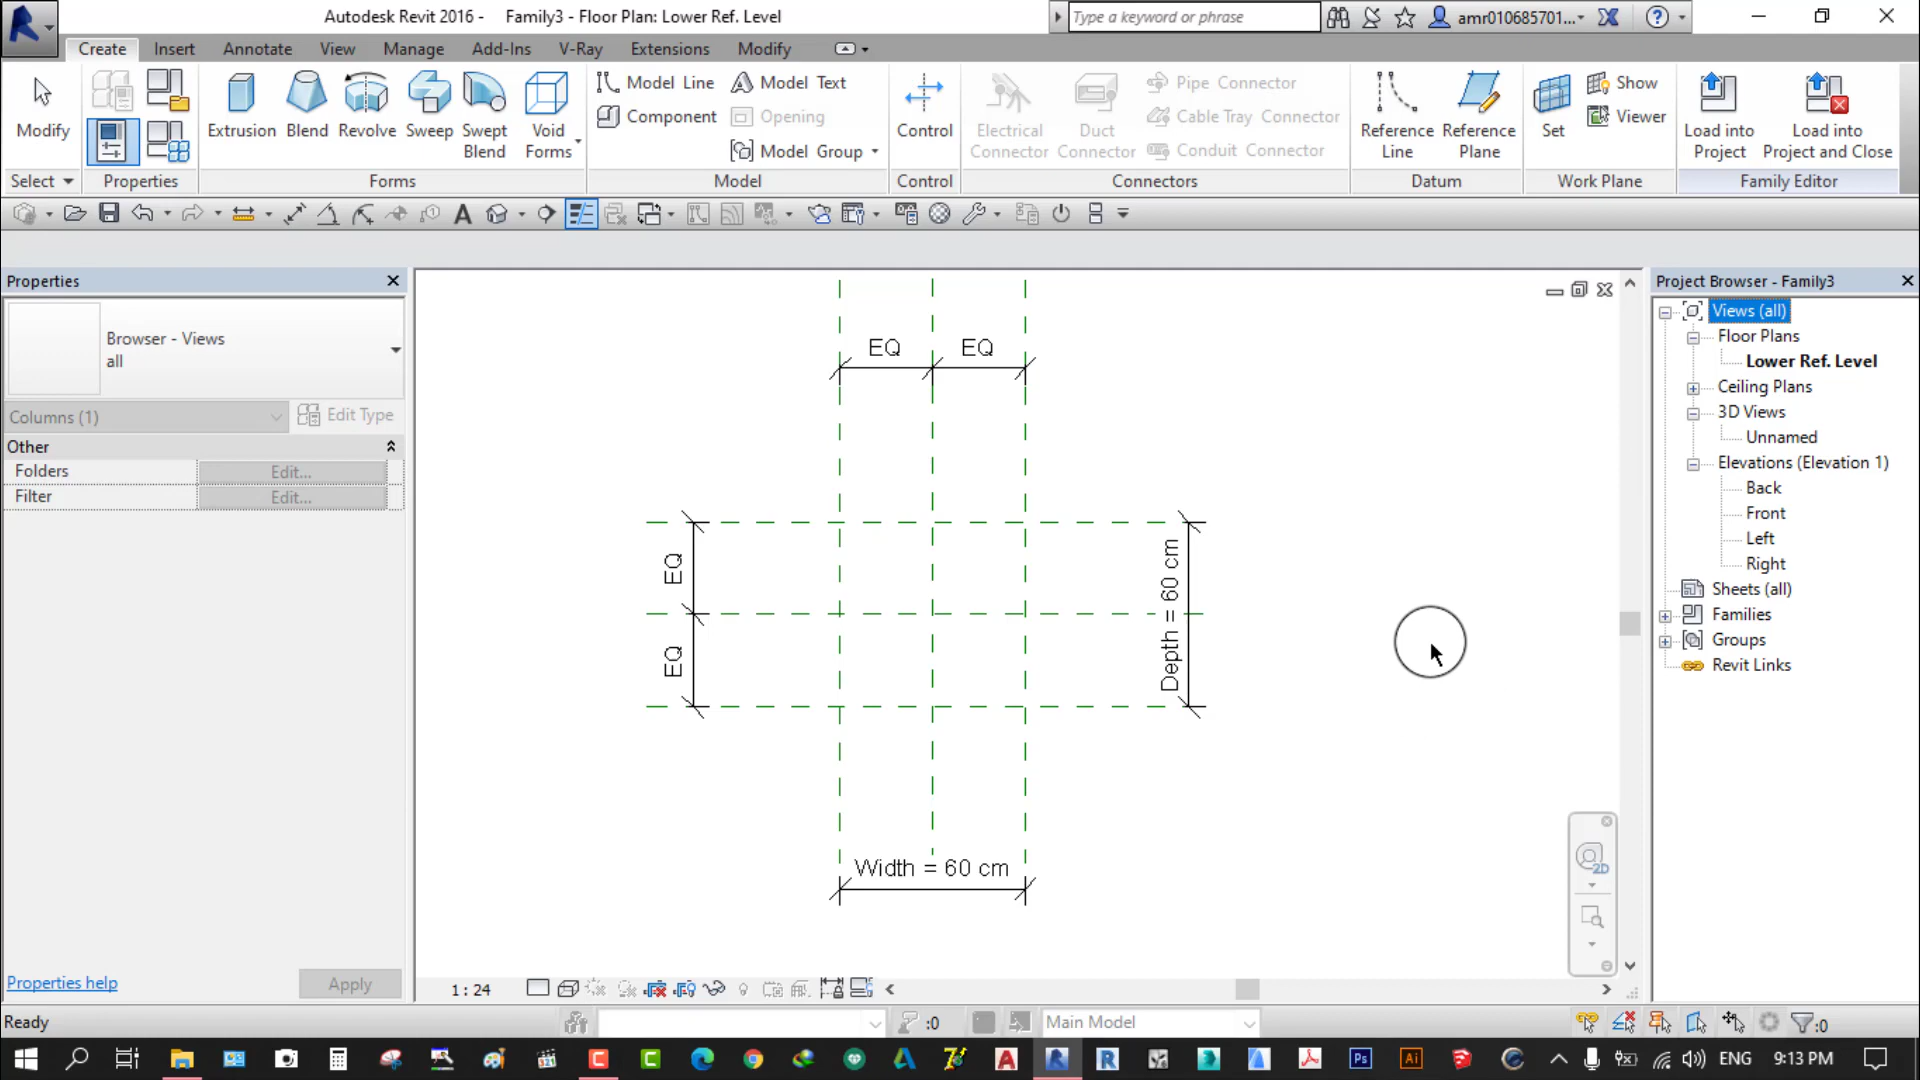 Autodesk Revit 2016 -    Family3 - Floor Plan: Lower Ref. Level
Type a keyword or phrase
amr010685701...
Create Insert Annotate View Manage Add-Ins V-Ray Extensions Modify
Modify
Extrusion Blend Revolve Sweep Swept Blend Void Forms
Model Line Model Text
Component Opening
Model Group
Control
Electrical Connector
Duct Connector
Pipe Connector
Cable Tray Connector
Conduit Connector
Reference Line
Reference Plane
Set
Show
Viewer
Load into Project
Load into Project and Close
Select Properties Forms Model Control Connectors Datum Work Plane Family Editor
Properties
Browser - Views
all
Columns (1) Edit Type
Other
Folders Edit...
Filter Edit...
Properties help Apply
EQ EQ
EQ
EQ
Depth = 60 cm
Width = 60 cm
2D
Project Browser - Family3
Views (all)
Floor Plans
Lower Ref. Level
Ceiling Plans
3D Views
Unnamed
Elevations (Elevation 1)
Back
Front
Left
Right
Sheets (all)
Families
Groups
Revit Links
1 : 24
Ready
:0
Main Model
:0
ENG 9:13 PM